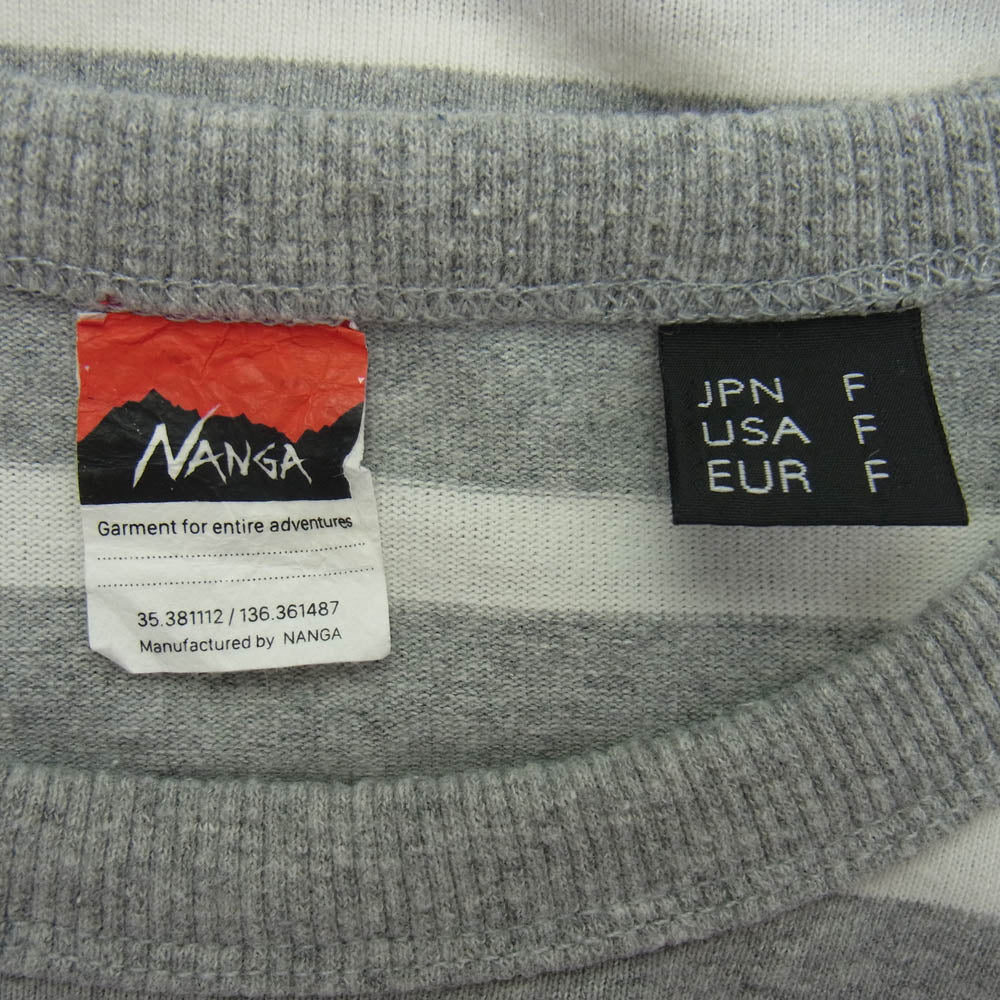 NANGA
Garment for entire adventures
35.381112 / 136.361487
Manufactured by NANGA
JPN F
USA F
EUR F